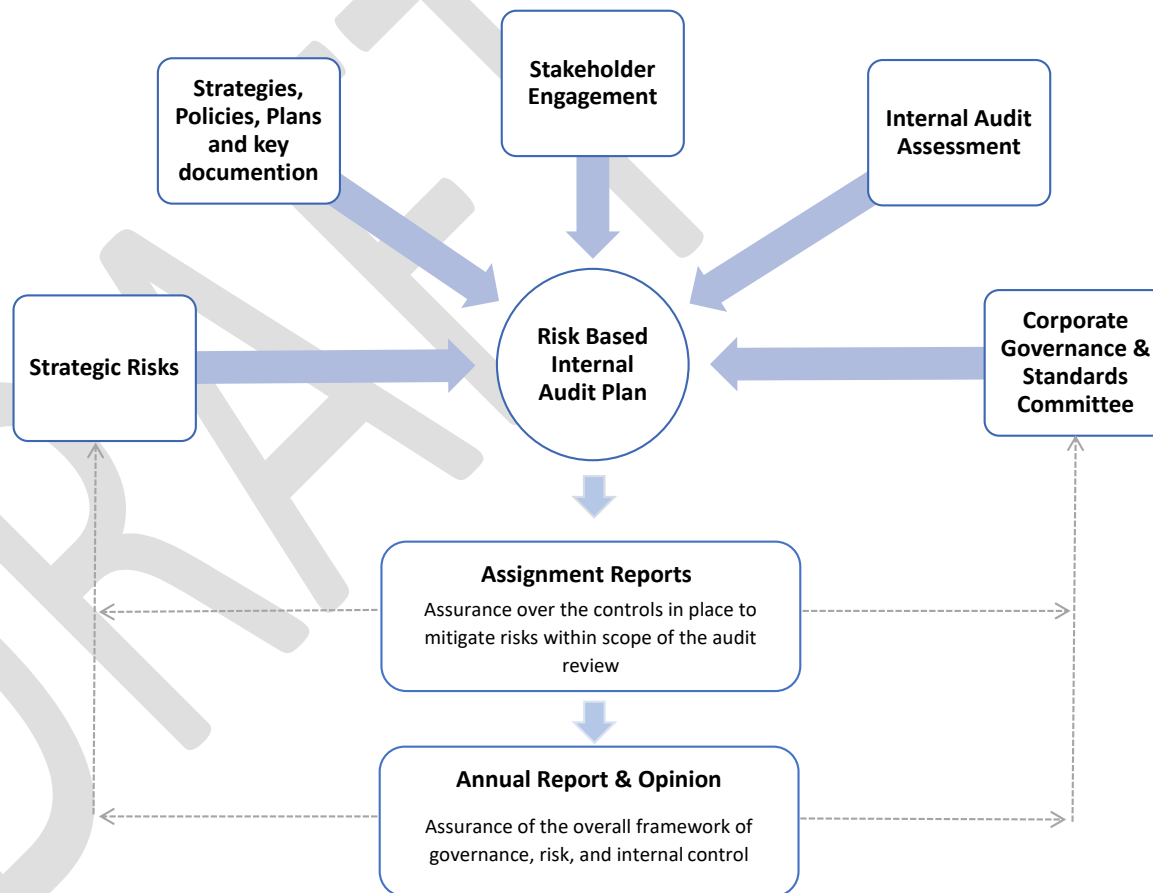 Stakeholder
Engagement
Strategies,
Policies, Plans
and key
documention
Internal Audit
Assessment
Strategic Risks
Risk Based
Internal
Audit Plan
Corporate
Governance &
Standards
Committee
Assignment Reports
Assurance over the controls in place to
mitigate risks within scope of the audit
review
Annual Report & Opinion
Assurance of the overall framework of
governance, risk, and internal control
DRAFT